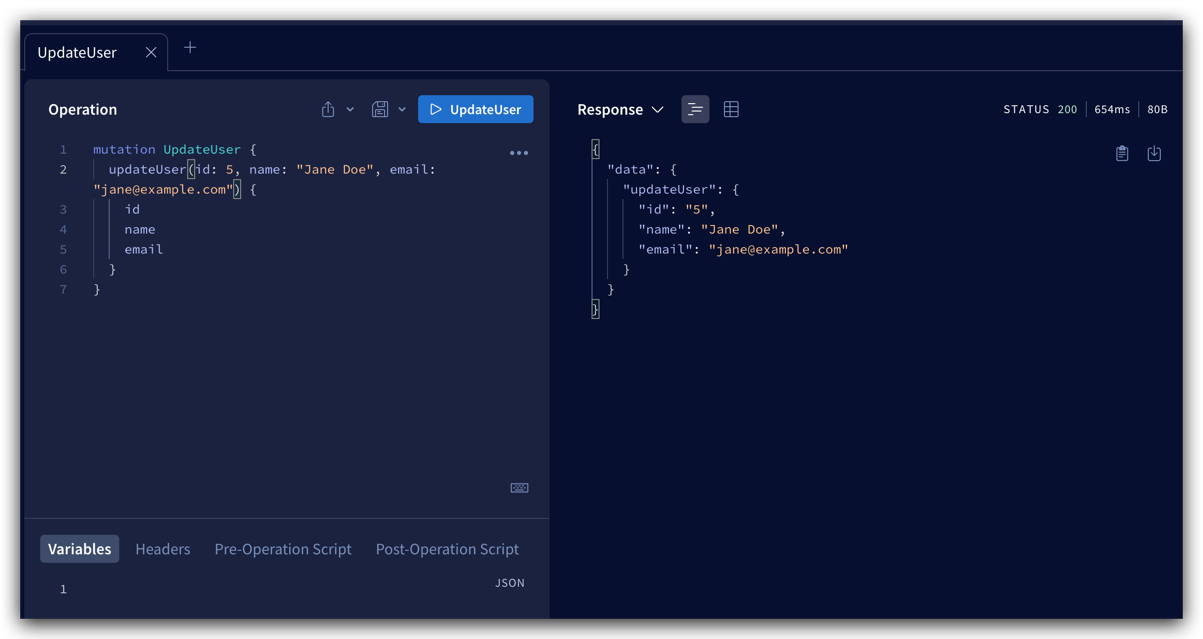 UpdateUser
Operation
UpdateUser
1 mutation UpdateUser {
2 updateUser(id: 5, name: "Jane Doe", email:
"jane@example.com") {
3 id
4 name
5 email
6 }
7 }
Variables Headers Pre-Operation Script Post-Operation Script
1
JSON
Response
STATUS 200 654ms 80B
{
"data": {
"updateUser": {
"id": "5",
"name": "Jane Doe",
"email": "jane@example.com"
}
}
}